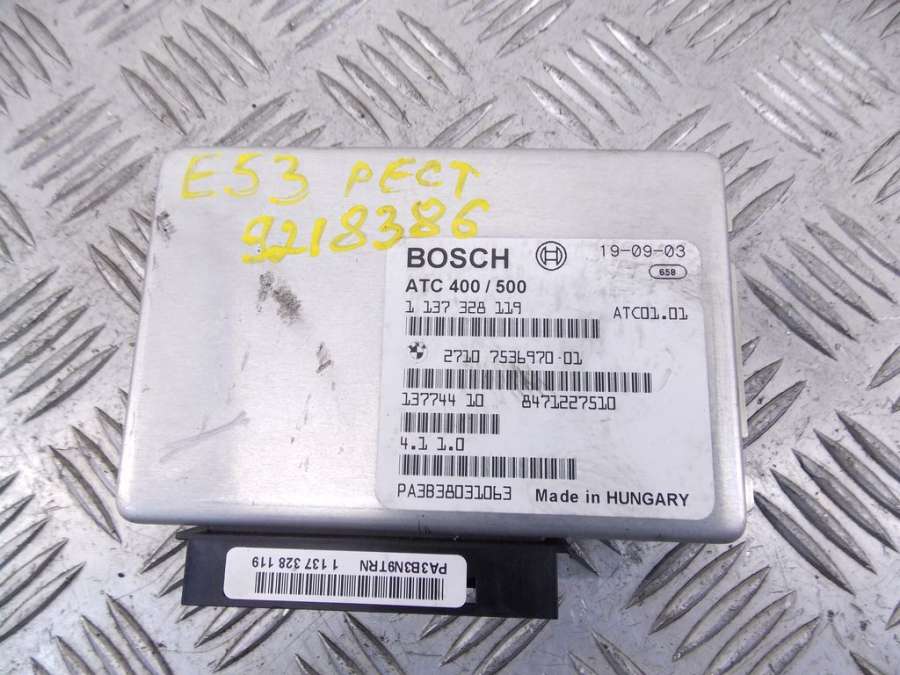 E53 РЕСТ
9218386
BOSCH 19-09-03
658
ATC 400 / 500
1 137 328 119 ATC01.01
2710 7536970-01
137744 10 8471227510
4.1 1.0
PA3B38031063 Made in HUNGARY
PA3B3N9TRN 1 137 328 119